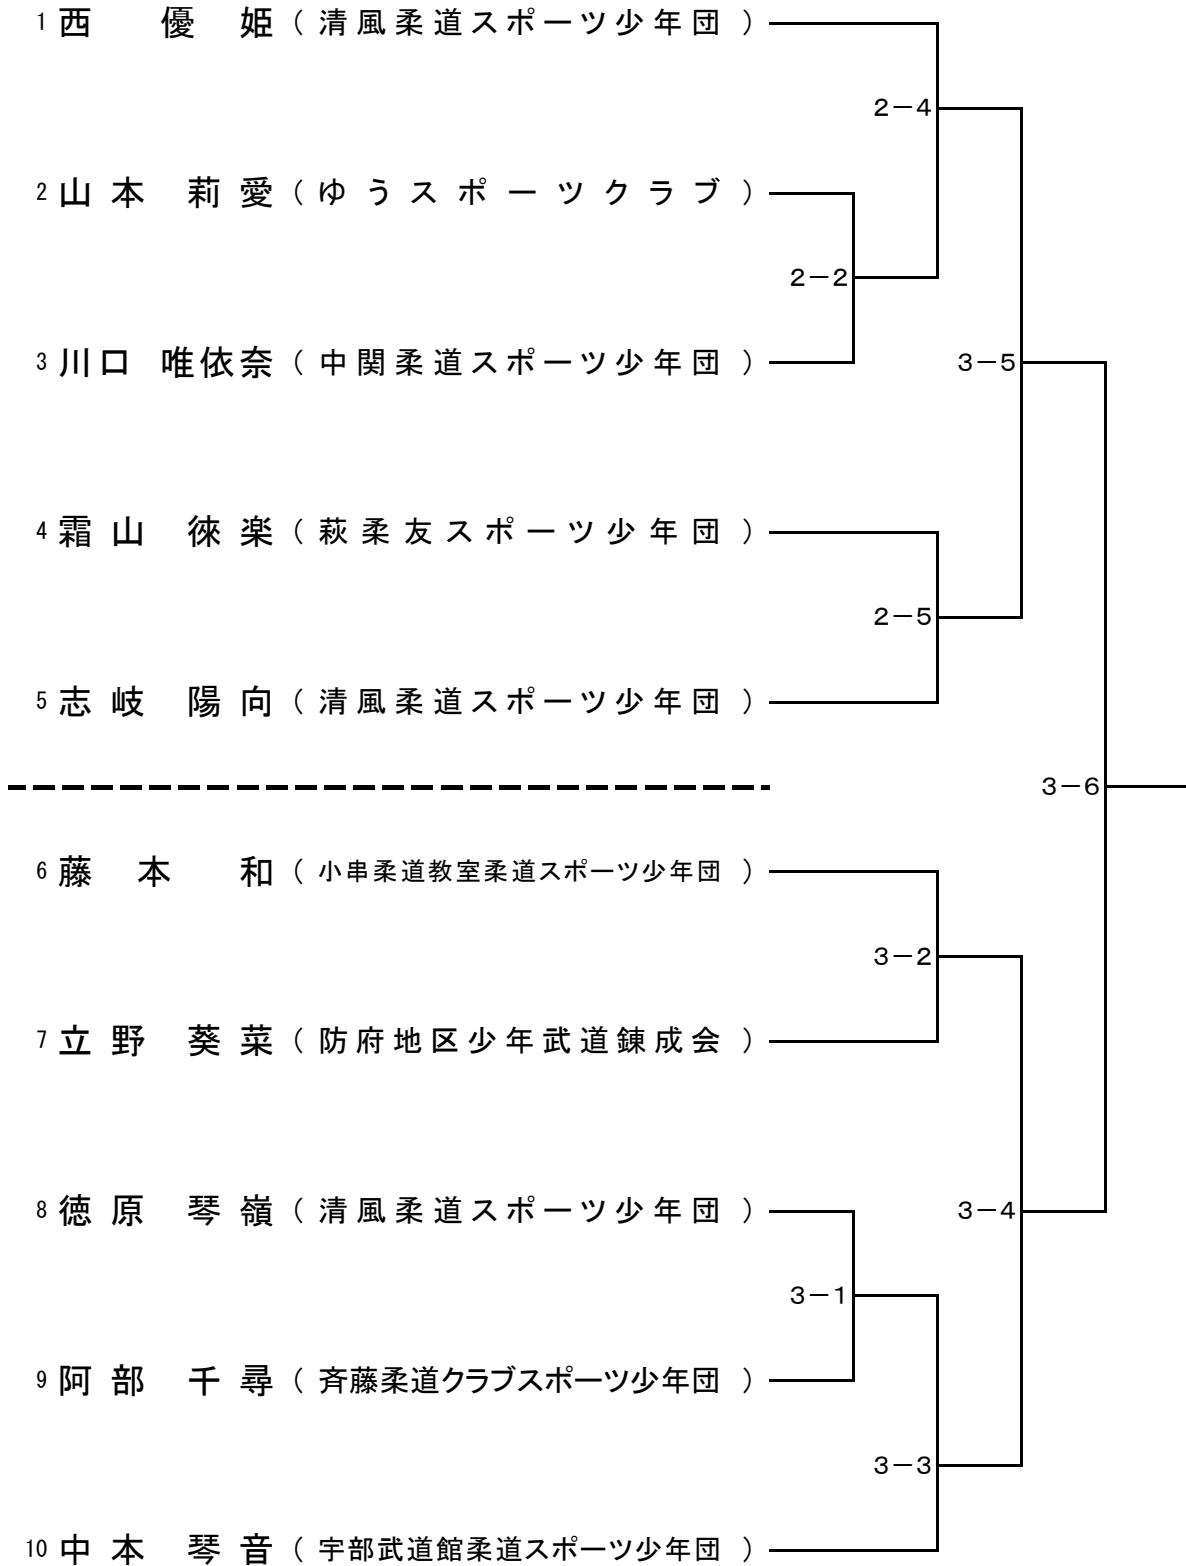 1 西 優 姫 ( 清風柔道スポーツ少年団 )
2－4
2 山本 莉愛 ( ゆうスポーツクラブ )
2－2
3 川口 唯依奈 ( 中関柔道スポーツ少年団 )
3－5
4 霜山 徠楽 ( 萩柔友スポーツ少年団 )
2－5
5 志岐 陽向 ( 清風柔道スポーツ少年団 )
3－6
6 藤本 和 ( 小串柔道教室柔道スポーツ少年団 )
3－2
7 立野 葵菜 ( 防府地区少年武道錬成会 )
8 徳原 琴嶺 ( 清風柔道スポーツ少年団 )
3－4
3－1
9 阿部 千尋 ( 斉藤柔道クラブスポーツ少年団 )
3－3
10 中本 琴音 ( 宇部武道館柔道スポーツ少年団 )